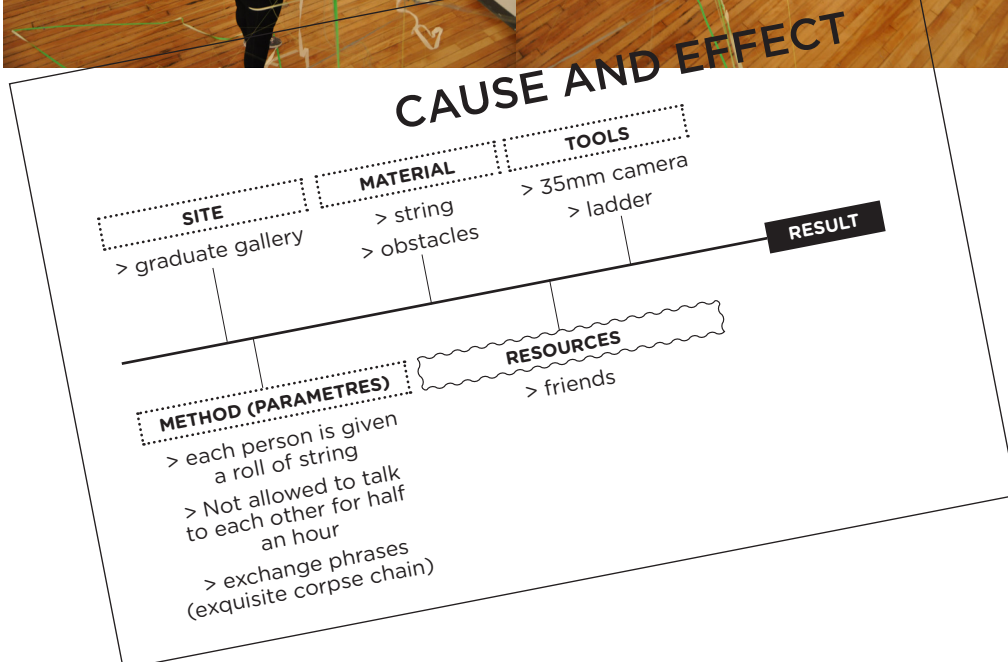 CAUSE AND EFFECT
SITE
> graduate gallery
MATERIAL
> string
> obstacles
TOOLS
> 35mm camera
> ladder
RESULT
METHOD (PARAMETRES)
> each person is given
a roll of string
> Not allowed to talk
to each other for half
an hour
> exchange phrases
(exquisite corpse chain)
RESOURCES
> friends